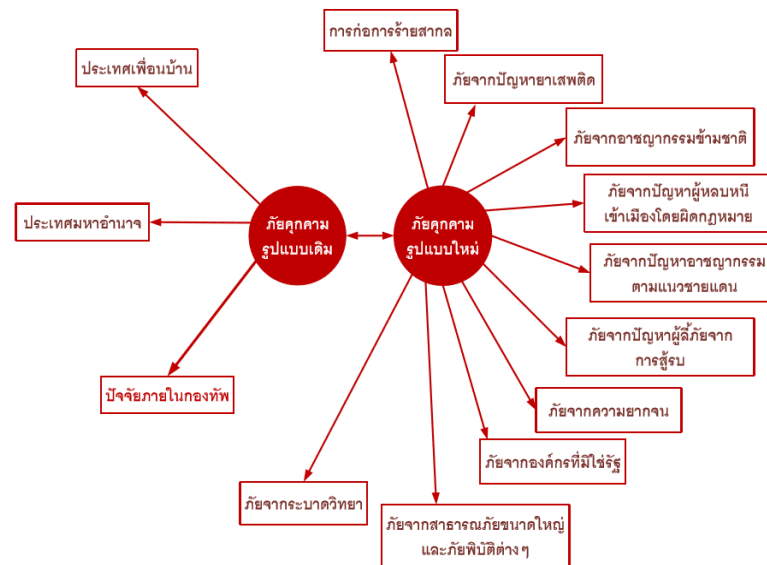 การก่อการร้ายสากล
ประเทศเพื่อนบ้าน
ภัยจากปัญหายาเสพติด
ภัยจากอาชญากรรมข้ามชาติ
ภัยจากปัญหาผู้หลบหนี
เข้าเมืองโดยผิดกฎหมาย
ประเทศมหาอำนาจ
ภัยคุกคาม
รูปแบบเดิม
ภัยคุกคาม
รูปแบบใหม่
ภัยจากปัญหาอาชญากรรม
ตามแนวชายแดน
ภัยจากปัญหาผู้ลี้ภัยจาก
การสู้รบ
ปัจจัยภายในกองทัพ
ภัยจากความยากจน
ภัยจากองค์กรที่มิใช่รัฐ
ภัยจากระบาดวิทยา
ภัยจากสาธารณภัยขนาดใหญ่
และภัยพิบัติต่างๆ